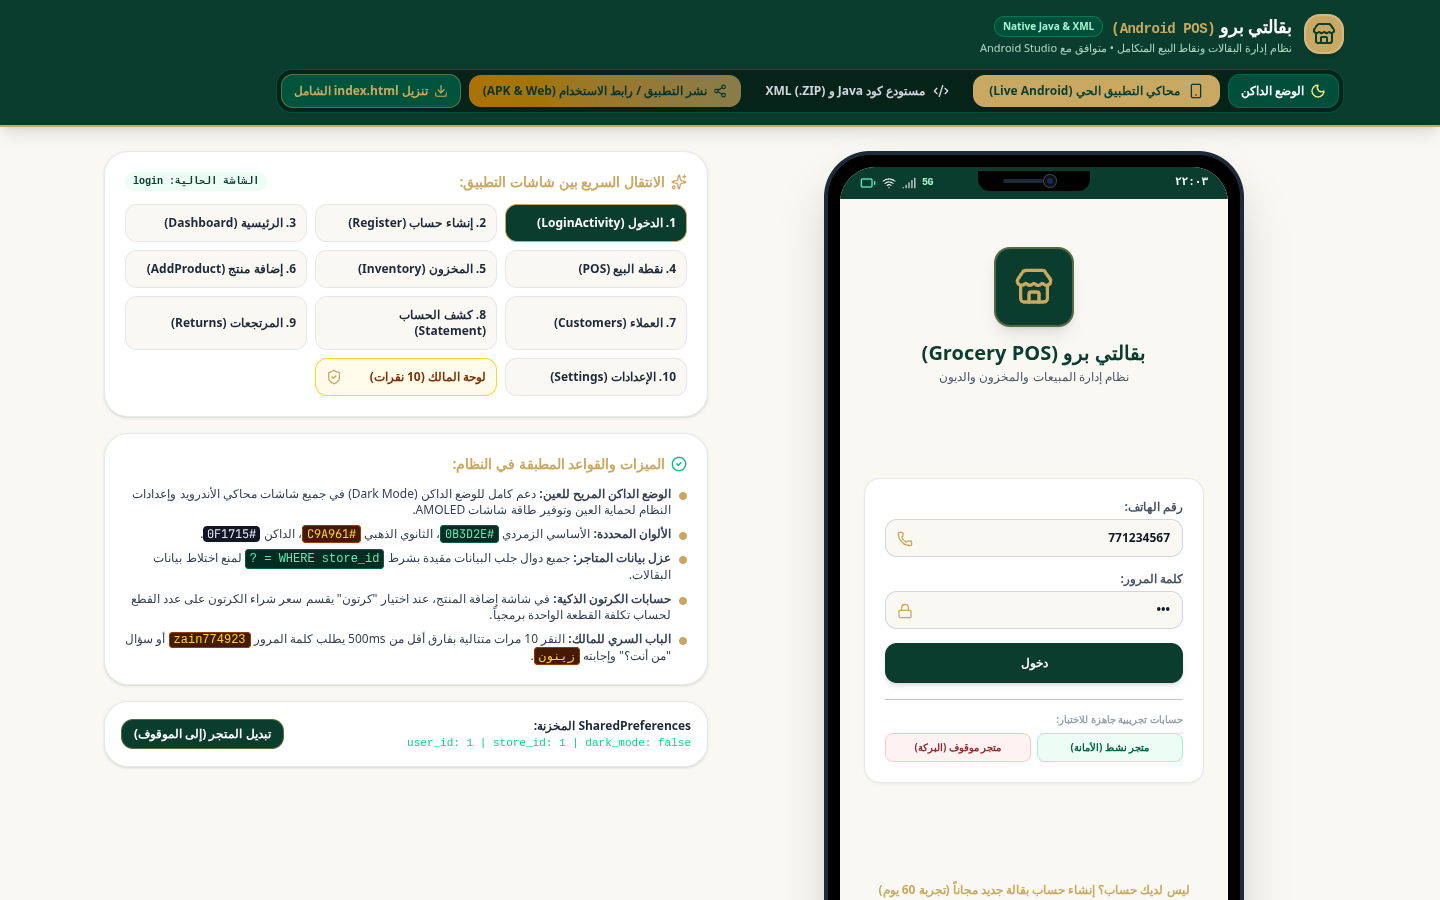 بقالتي برو (Android POS) Native Java & XML
نظام إدارة البقالات ونقاط البيع المتكامل • متوافق مع Android Studio
الوضع الداكن
محاكي التطبيق الحي (Live Android)
مستودع كود Java و XML (.ZIP)
نشر التطبيق / رابط الاستخدام (APK & Web)
تنزيل index.html الشامل
٢٢:٠٣
5G
بقالتي برو (Grocery POS)
نظام إدارة المبيعات والمخزون والديون
رقم الهاتف:
771234567
كلمة المرور:
•••
دخول
حسابات تجريبية جاهزة للاختبار:
متجر نشط (الأمانة)
متجر موقوف (البركة)
ليس لديك حساب؟ إنشاء حساب بقالة جديد مجاناً (تجربة 60 يوم)
الانتقال السريع بين شاشات التطبيق:
الشاشة الحالية: login
1. الدخول (LoginActivity)
2. إنشاء حساب (Register)
3. الرئيسية (Dashboard)
4. نقطة البيع (POS)
5. المخزون (Inventory)
6. إضافة منتج (AddProduct)
7. العملاء (Customers)
8. كشف الحساب
(Statement)
9. المرتجعات (Returns)
10. الإعدادات (Settings)
لوحة المالك (10 نقرات)
الميزات والقواعد المطبقة في النظام:
الوضع الداكن المريح للعين: دعم كامل للوضع الداكن (Dark Mode) في جميع شاشات محاكي الأندرويد وإعدادات
النظام لحماية العين وتوفير طاقة شاشات AMOLED.
الألوان المحددة: الأساسي الزمردي #0B3D2E، الثانوي الذهبي #C9A961، الداكن #0F1715.
عزل بيانات المتاجر: جميع دوال جلب البيانات مقيدة بشرط WHERE store_id = ? لمنع اختلاط بيانات
البقالات.
حسابات الكرتون الذكية: في شاشة إضافة المنتج، عند اختيار "كرتون" يقسم سعر شراء الكرتون على عدد القطع
لحساب تكلفة القطعة الواحدة برمجياً.
الباب السري للمالك: النقر 10 مرات متتالية بفارق أقل من 500ms يطلب كلمة المرور zain774923 أو سؤال
"من أنت؟" وإجابته زينون.
SharedPreferences المخزنة:
user_id: 1 | store_id: 1 | dark_mode: false
تبديل المتجر (إلى الموقوف)